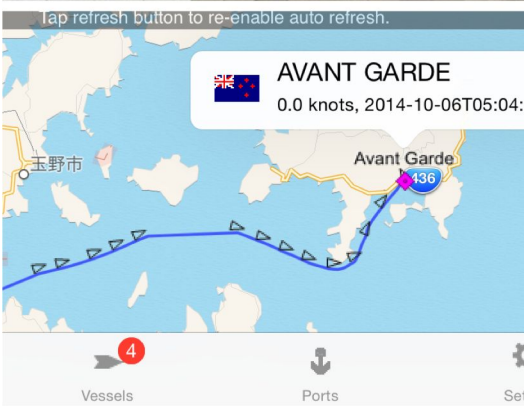 Tap refresh button to re-enable auto refresh.
AVANT GARDE
0.0 knots, 2014-10-06T05:04:
Avant Garde
玉野市
436
4
Vessels
Ports
Set